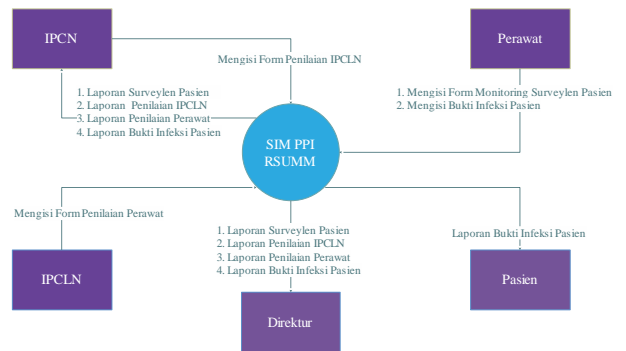 IPCN
Perawat
Mengisi Form Penilaian IPCLN
1. Laporan Surveylen Pasien
2. Laporan Penilaian IPCLN
3. Laporan Penilaian Perawat
4. Laporan Bukti Infeksi Pasien
1. Mengisi Form Monitoring Surveylen Pasien
2. Mengisi Bukti Infeksi Pasien
SIM PPI
RSUMM
Mengisi Form Penilaian Perawat
1. Laporan Surveylen Pasien
2. Laporan Penilaian IPCLN
3. Laporan Penilaian Perawat
4. Laporan Bukti Infeksi Pasien
Laporan Bukti Infeksi Pasien
IPCLN
Pasien
Direktur